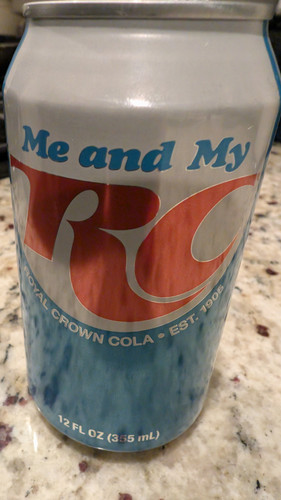 Me and My
RC
ROYAL CROWN COLA • EST. 1905
12 FL OZ (355 mL)